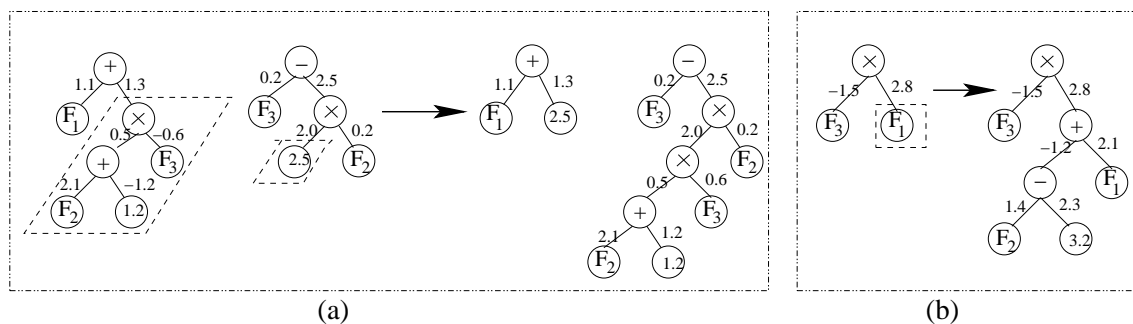 +
1.1 1.3
F1 ×
0.5 −0.6
+ F3
2.1 −1.2
F2 1.2
−
0.2 2.5
F3 ×
2.0 0.2
2.5 F2
+
1.1 1.3
F1 2.5
−
0.2 2.5
F3 ×
2.0 0.2
× F2
0.5 0.6
+ F3
2.1 1.2
F2 1.2
(a)
×
−1.5 2.8
F3 F1
×
−1.5 2.8
F3 +
−1.2 2.1
− F1
1.4 2.3
F2 3.2
(b)